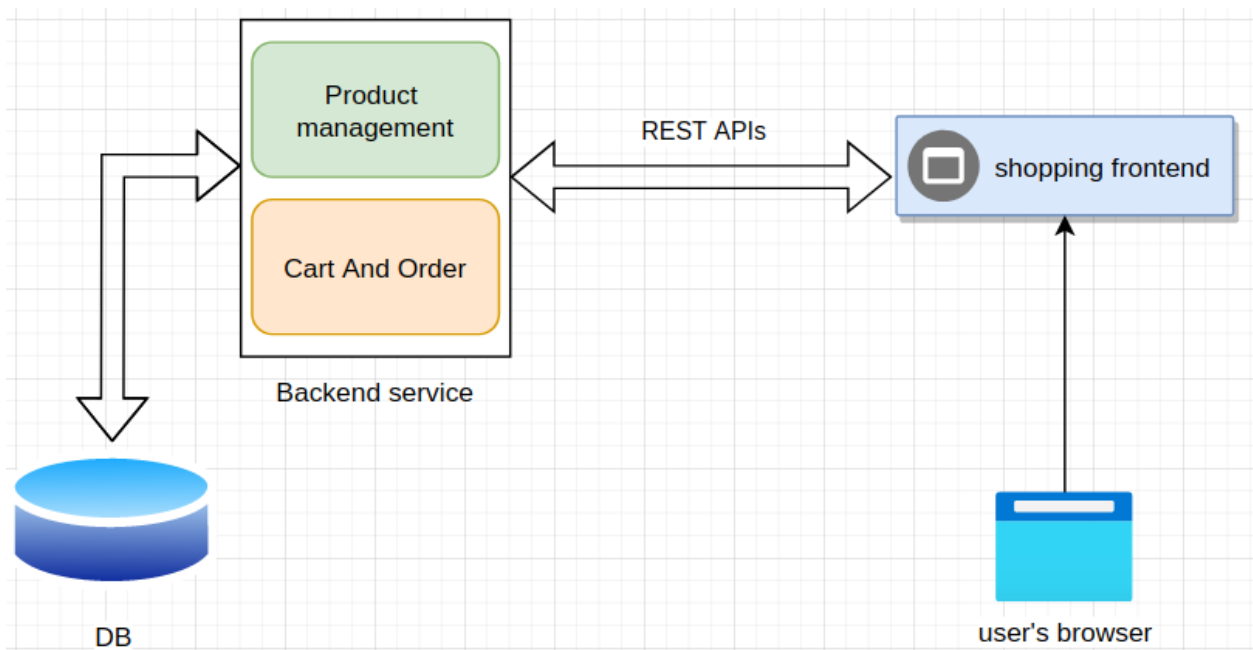 Product
management
Cart And Order
Backend service
REST APIs
shopping frontend
DB
user's browser